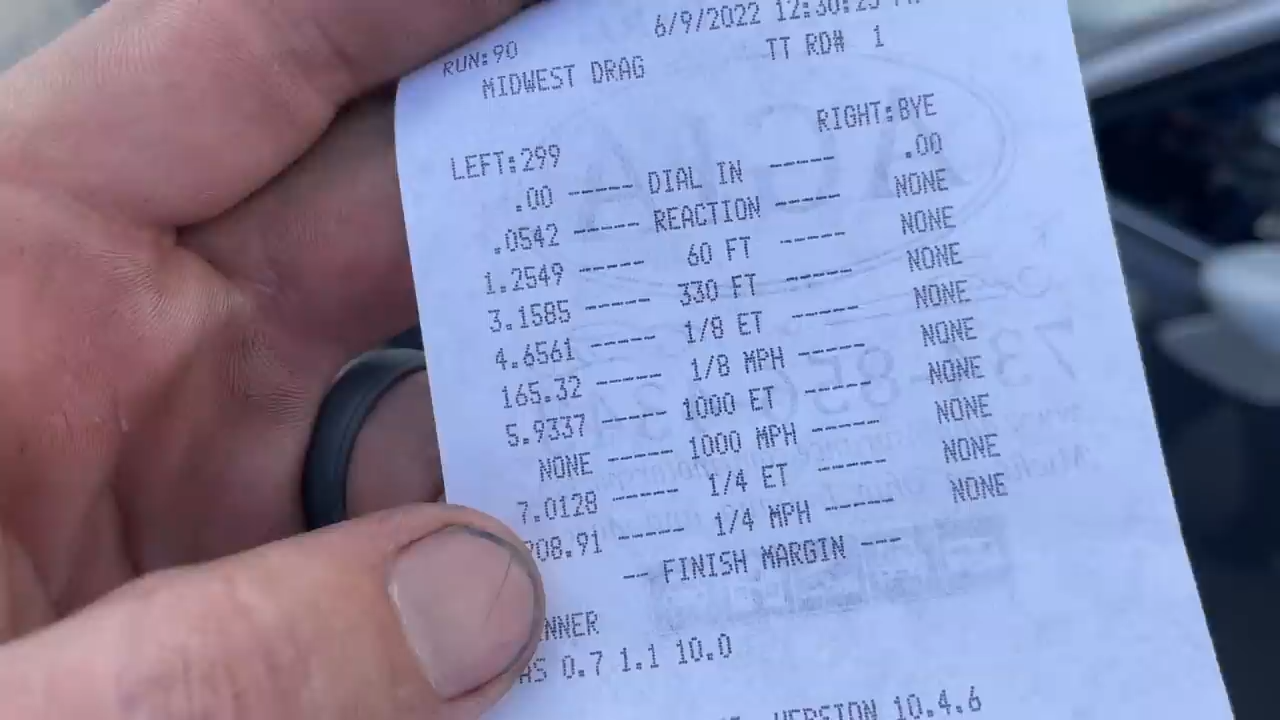 6/9/2022 12:30:25
RUN:90
TT RD# 1
MIDWEST DRAG
RIGHT:BYE
LEFT:299
.00 ---- DIAL IN ---- .00
.0542 ---- REACTION ---- NONE
1.2549 ---- 60 FT ---- NONE
3.1585 ---- 330 FT ---- NONE
4.6561 ---- 1/8 ET ---- NONE
165.32 ---- 1/8 MPH ---- NONE
5.9337 ---- 1000 ET ---- NONE
NONE ---- 1000 MPH ---- NONE
7.0128 ---- 1/4 ET ---- NONE
08.91 ---- 1/4 MPH ---- NONE
-- FINISH MARGIN ---
NNER
AS 0.7 1.1 10.0
VERSION 10.4.6